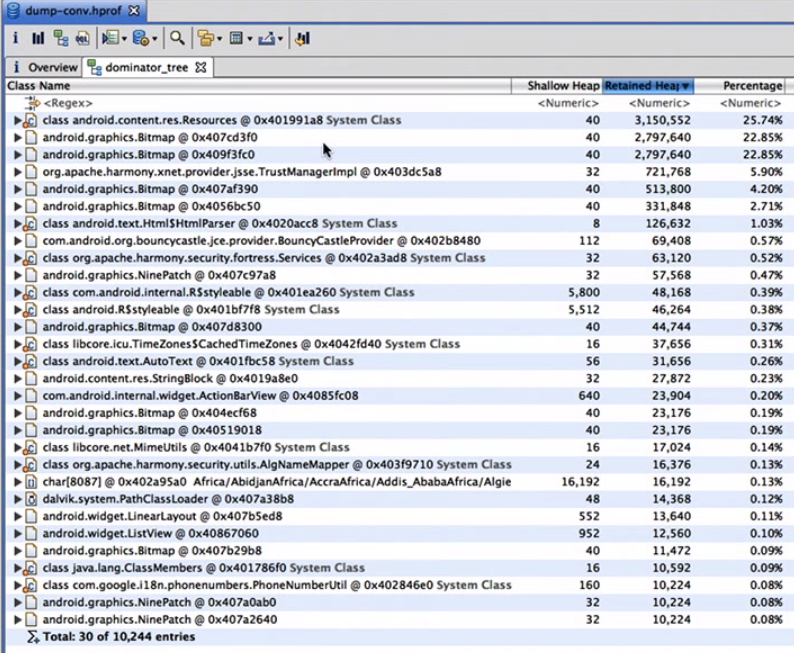 dump-conv.hprof
i Overview dominator_tree
Class Name Shallow Heap Retained Heap Percentage
<Regex> <Numeric> <Numeric> <Numeric>
class android.content.res.Resources @ 0x401991a8 System Class 40 3,150,552 25.74%
android.graphics.Bitmap @ 0x407cd3f0 40 2,797,640 22.85%
android.graphics.Bitmap @ 0x409f3fc0 40 2,797,640 22.85%
org.apache.harmony.xnet.provider.jsse.TrustManagerImpl @ 0x403dc5a8 32 721,768 5.90%
android.graphics.Bitmap @ 0x407af390 40 513,800 4.20%
android.graphics.Bitmap @ 0x4056bc50 40 331,848 2.71%
class android.text.Html$HtmlParser @ 0x4020acc8 System Class 8 126,632 1.03%
com.android.org.bouncycastle.jce.provider.BouncyCastleProvider @ 0x402b8480 112 69,408 0.57%
class org.apache.harmony.security.fortress.Services @ 0x402a3ad8 System Class 32 63,120 0.52%
android.graphics.NinePatch @ 0x407c97a8 32 57,568 0.47%
class com.android.internal.R$styleable @ 0x401ea260 System Class 5,800 48,168 0.39%
class android.R$styleable @ 0x401bf7f8 System Class 5,512 46,264 0.38%
android.graphics.Bitmap @ 0x407d8300 40 44,744 0.37%
class libcore.icu.TimeZones$CachedTimeZones @ 0x4042fd40 System Class 16 37,656 0.31%
class android.text.AutoText @ 0x401fbc58 System Class 56 31,656 0.26%
android.content.res.StringBlock @ 0x4019a8e0 32 27,872 0.23%
com.android.internal.widget.ActionBarView @ 0x4085fc08 640 23,904 0.20%
android.graphics.Bitmap @ 0x404ecf68 40 23,176 0.19%
android.graphics.Bitmap @ 0x40519018 40 23,176 0.19%
class libcore.net.MimeUtils @ 0x4041b7f0 System Class 16 17,024 0.14%
class org.apache.harmony.security.utils.AlgNameMapper @ 0x403f9710 System Class 24 16,376 0.13%
char[8087] @ 0x402a95a0 Africa/AbidjanAfrica/AccraAfrica/Addis_AbabaAfrica/Algie 16,192 16,192 0.13%
dalvik.system.PathClassLoader @ 0x407a38b8 48 14,368 0.12%
android.widget.LinearLayout @ 0x407b5ed8 552 13,640 0.11%
android.widget.ListView @ 0x40867060 952 12,560 0.10%
android.graphics.Bitmap @ 0x407b29b8 40 11,472 0.09%
class java.lang.ClassMembers @ 0x401786f0 System Class 16 10,592 0.09%
class com.google.i18n.phonenumbers.PhoneNumberUtil @ 0x402846e0 System Class 160 10,224 0.08%
android.graphics.NinePatch @ 0x407a0ab0 32 10,224 0.08%
android.graphics.NinePatch @ 0x407a2640 32 10,224 0.08%
Total: 30 of 10,244 entries